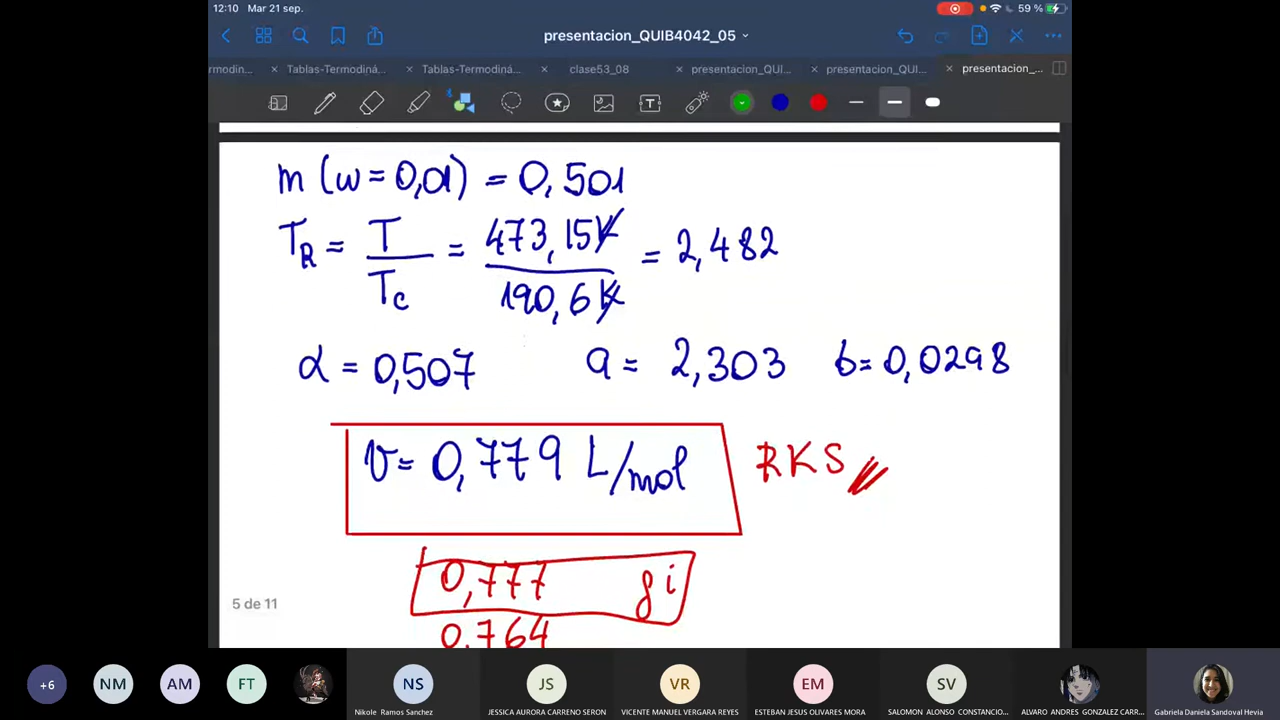 12:10 Mar 21 sep. 59 %
presentacion_QUIB4042_05
rmodin... Tablas-Termodiná... Tablas-Termodiná... clase53_08 presentacion_QUI... presentacion_QUI... presentacion_...
m (w = 0,01) = 0,501
TR = T / Tc = 473,15K / 190,6K = 2,482
α = 0,507 a = 2,303 b = 0,0298
v = 0,779 L/mol RKS
0,777 gi
0,764
5 de 11
+6 NM AM FT NS JS VR EM SV
Nikole Ramos Sanchez JESSICA AURORA CARRENO SERON VICENTE MANUEL VERGARA REYES ESTEBAN JESUS OLIVARES MORA SALOMON ALONSO CONSTANCIO... ALVARO ANDRES GONZALEZ CARR... Gabriela Daniela Sandoval Hevia